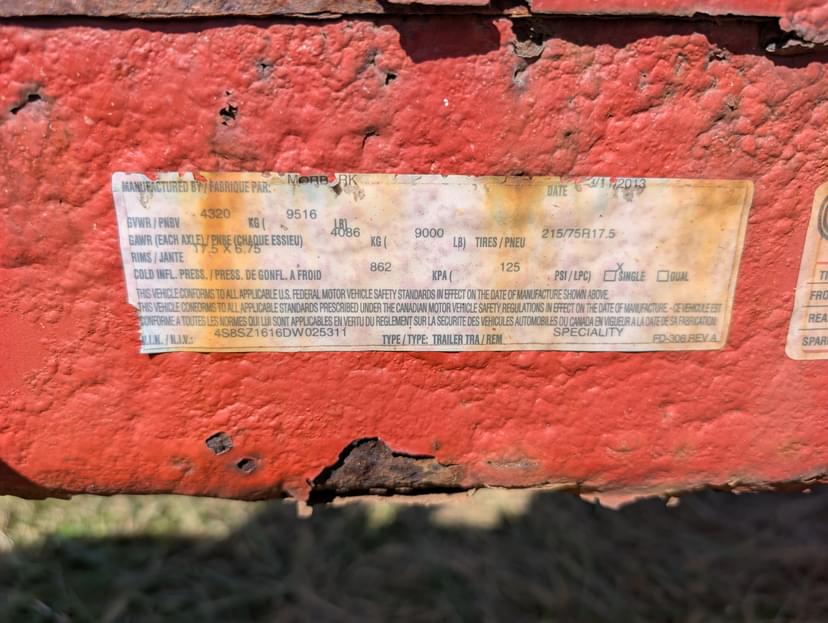 MANUFACTURED BY / FABRIQUE PAR: MORBARK DATE 3/11/2013
GVWR / PNBV 4320 KG ( 9516 LB)
GAWR (EACH AXLE) / PNBE (CHAQUE ESSIEU) 4086 KG ( 9000 LB) TIRES / PNEU 215/75R17.5
RIMS / JANTE 17.5 X 6.75
COLD INFL. PRESS. / PRESS. DE GONFL. A FROID 862 KPA ( 125 PSI / LPC) X SINGLE DUAL
THIS VEHICLE CONFORMS TO ALL APPLICABLE U.S. FEDERAL MOTOR VEHICLE SAFETY STANDARDS IN EFFECT ON THE DATE OF MANUFACTURE SHOWN ABOVE.
THIS VEHICLE CONFORMS TO ALL APPLICABLE STANDARDS PRESCRIBED UNDER THE CANADIAN MOTOR VEHICLE SAFETY REGULATIONS IN EFFECT ON THE DATE OF MANUFACTURE. - CE VEHICULE EST
CONFORME A TOUTES LES NORMES QUI LUI SONT APPLICABLES EN VERTU DU REGLEMENT SUR LA SECURITE DES VEHICULES AUTOMOBILES DU CANADA EN VIGUEUR A LA DATE DE SA FABRICATION.
V.I.N. / N.I.V.: 4S8SZ1616DW025311 TYPE / TYPE: TRAILER TRA / REM SPECIALITY FD-306 REV A